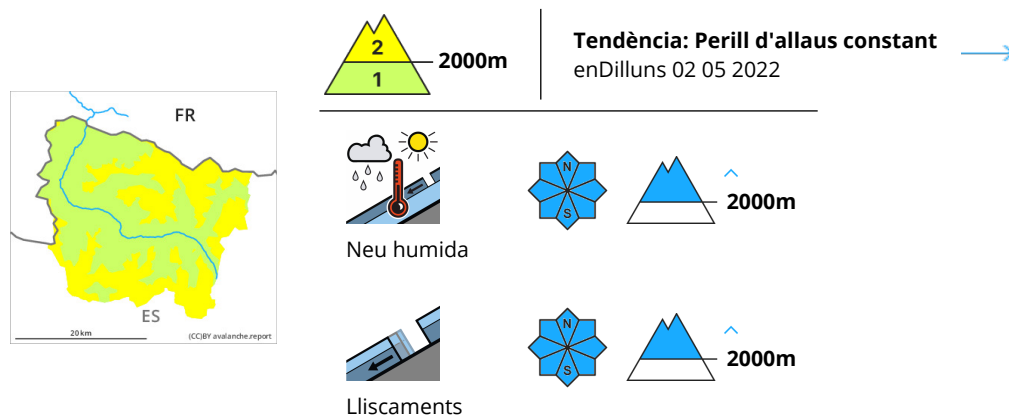 2
2000m
1
Tendència: Perill d'allaus constant
enDilluns 02 05 2022
FR
ES
20 km
(CC)BY avalanche.report
N
S
2000m
Neu humida
N
S
2000m
Lliscaments